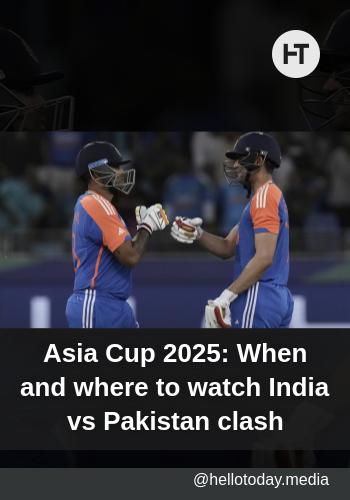 HT
Asia Cup 2025: When
and where to watch India
vs Pakistan clash
@hellotoday.media